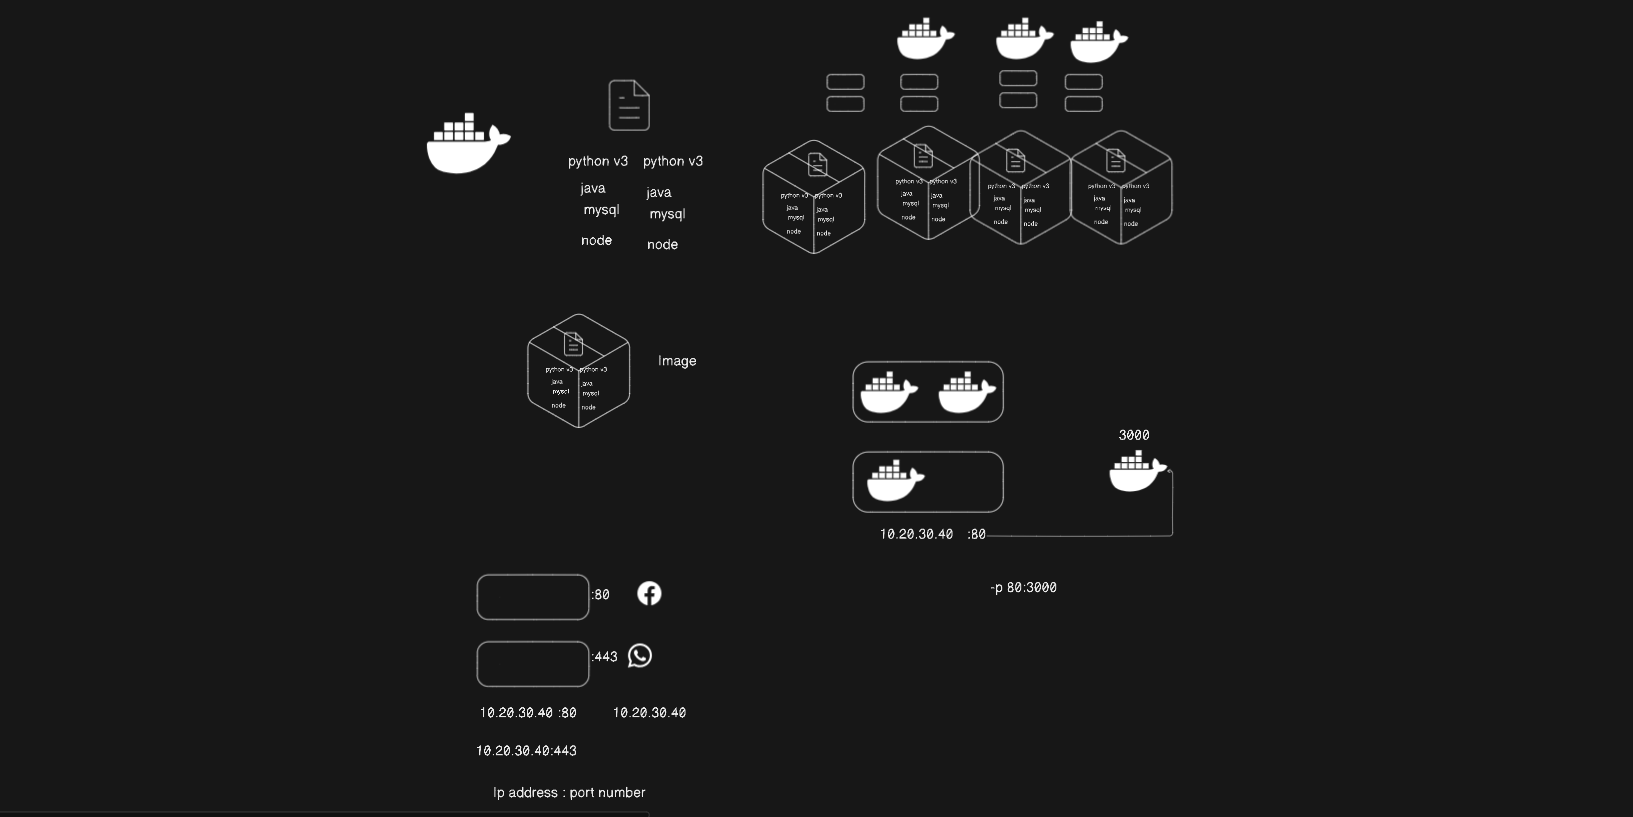 python v3 python v3
java java
mysql mysql
node node
python v3 python v3
java java
mysql mysql
node node
python v3 python v3
java java
mysql mysql
node node
python v3 python v3
java java
mysql mysql
node node
python v3 python v3
java java
mysql mysql
node node
python v3 python v3
java java
mysql mysql
node node
Image
3000
10.20.30.40 :80
-p 80:3000
:80
:443
10.20.30.40 :80 10.20.30.40
10.20.30.40:443
Ip address : port number